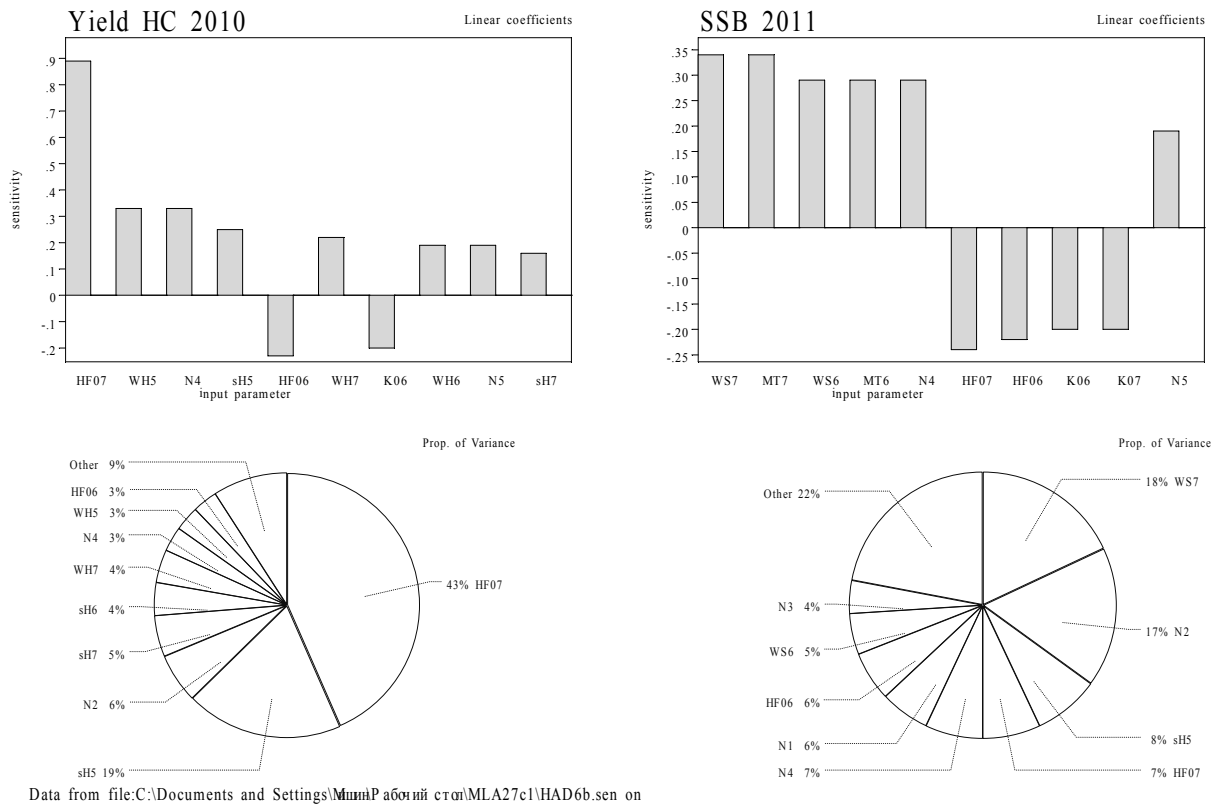 Yield HC 2010
Linear coefficients
.9
.8
.7
.6
.5
.4
.3
.2
.1
0
-.1
-.2
sensitivity
HF07 WH5 N4 sH5 HF06 WH7 K06 WH6 N5 sH7
input parameter
SSB 2011
Linear coefficients
.35
.30
.25
.20
.15
.10
.05
0
-.05
-.10
-.15
-.20
-.25
sensitivity
WS7 MT7 WS6 MT6 N4 HF07 HF06 K06 K07 N5
input parameter
Prop. of Variance
Other 9%
HF06 3%
WH5 3%
N4 3%
WH7 4%
sH6 4%
sH7 5%
N2 6%
sH5 19%
43% HF07
Prop. of Variance
Other 22%
N3 4%
WS6 5%
HF06 6%
N1 6%
N4 7%
18% WS7
17% N2
8% sH5
7% HF07
Data from file:C:\Documents and Settings\ Рабочий стол\MLA27c1\HAD6b.sen on